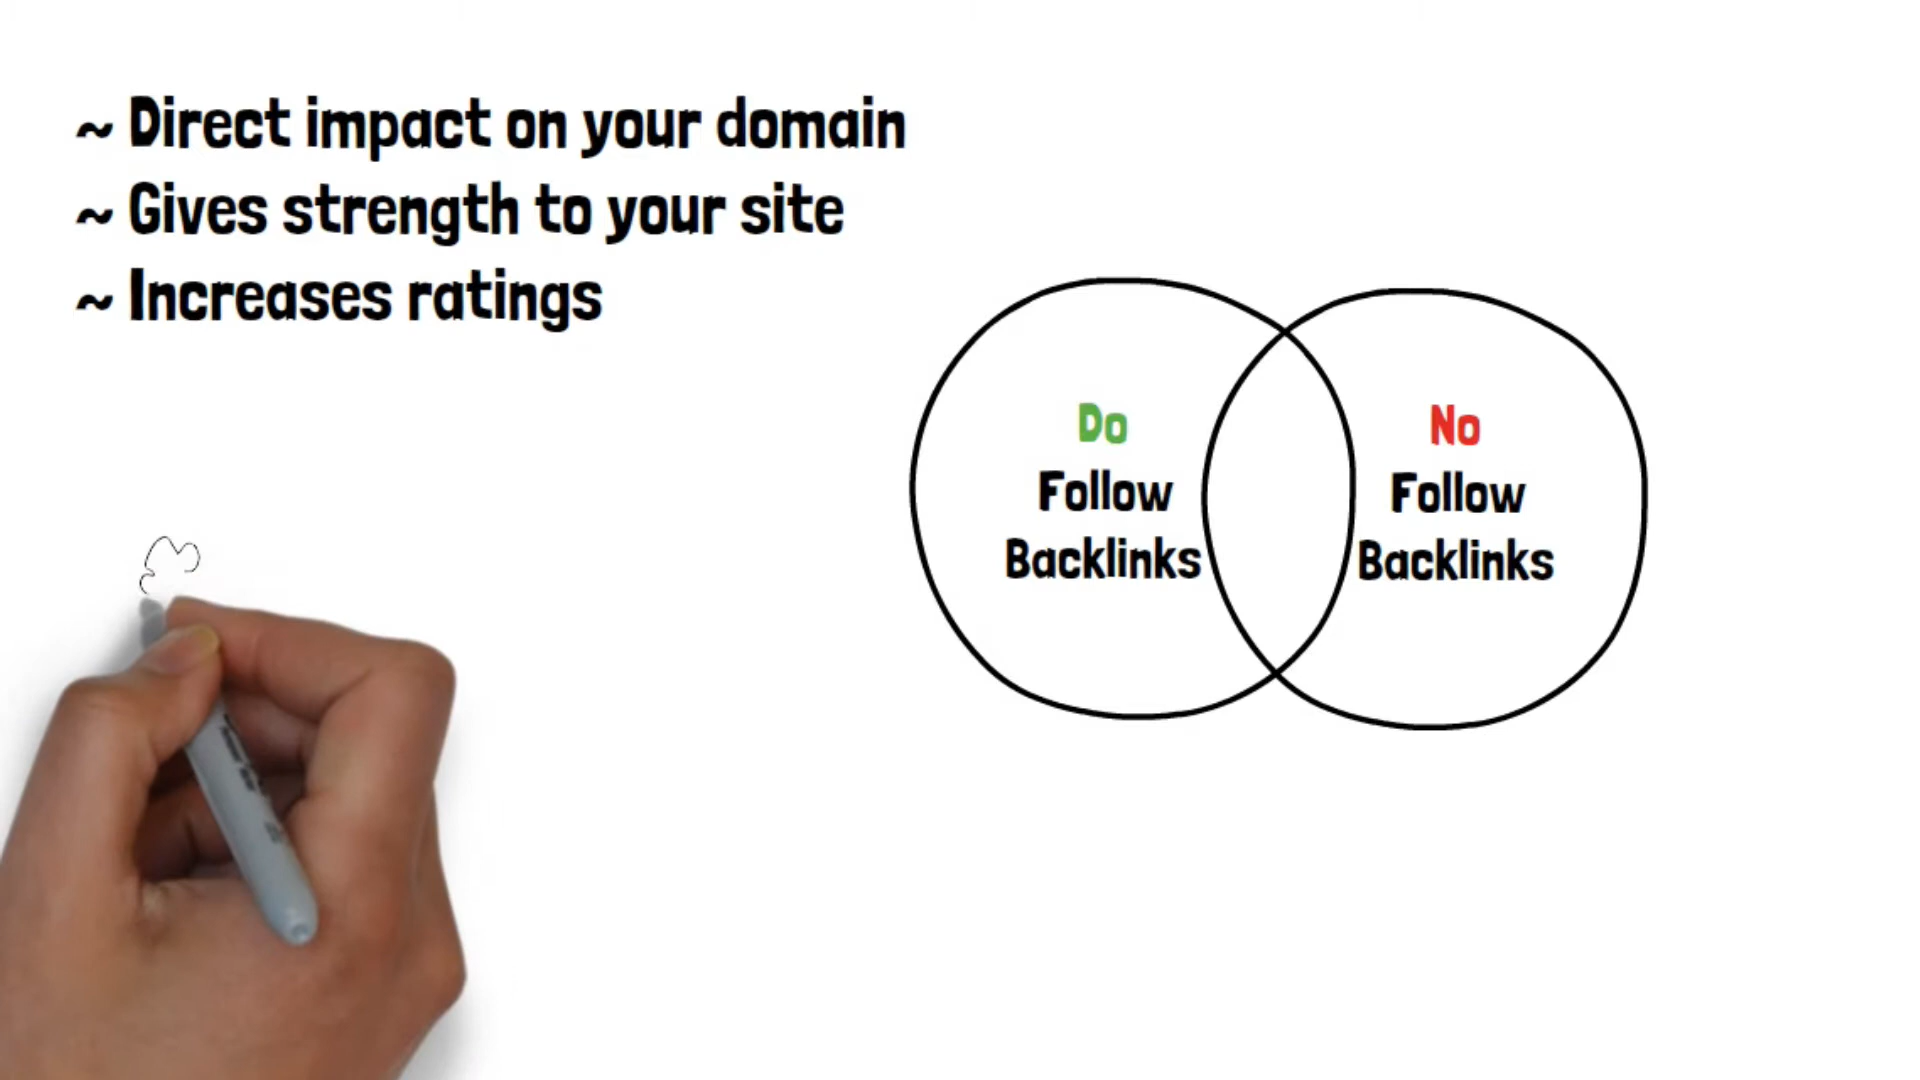 ~ Direct impact on your domain
~ Gives strength to your site
~ Increases ratings
Do
Follow
Backlinks
No
Follow
Backlinks